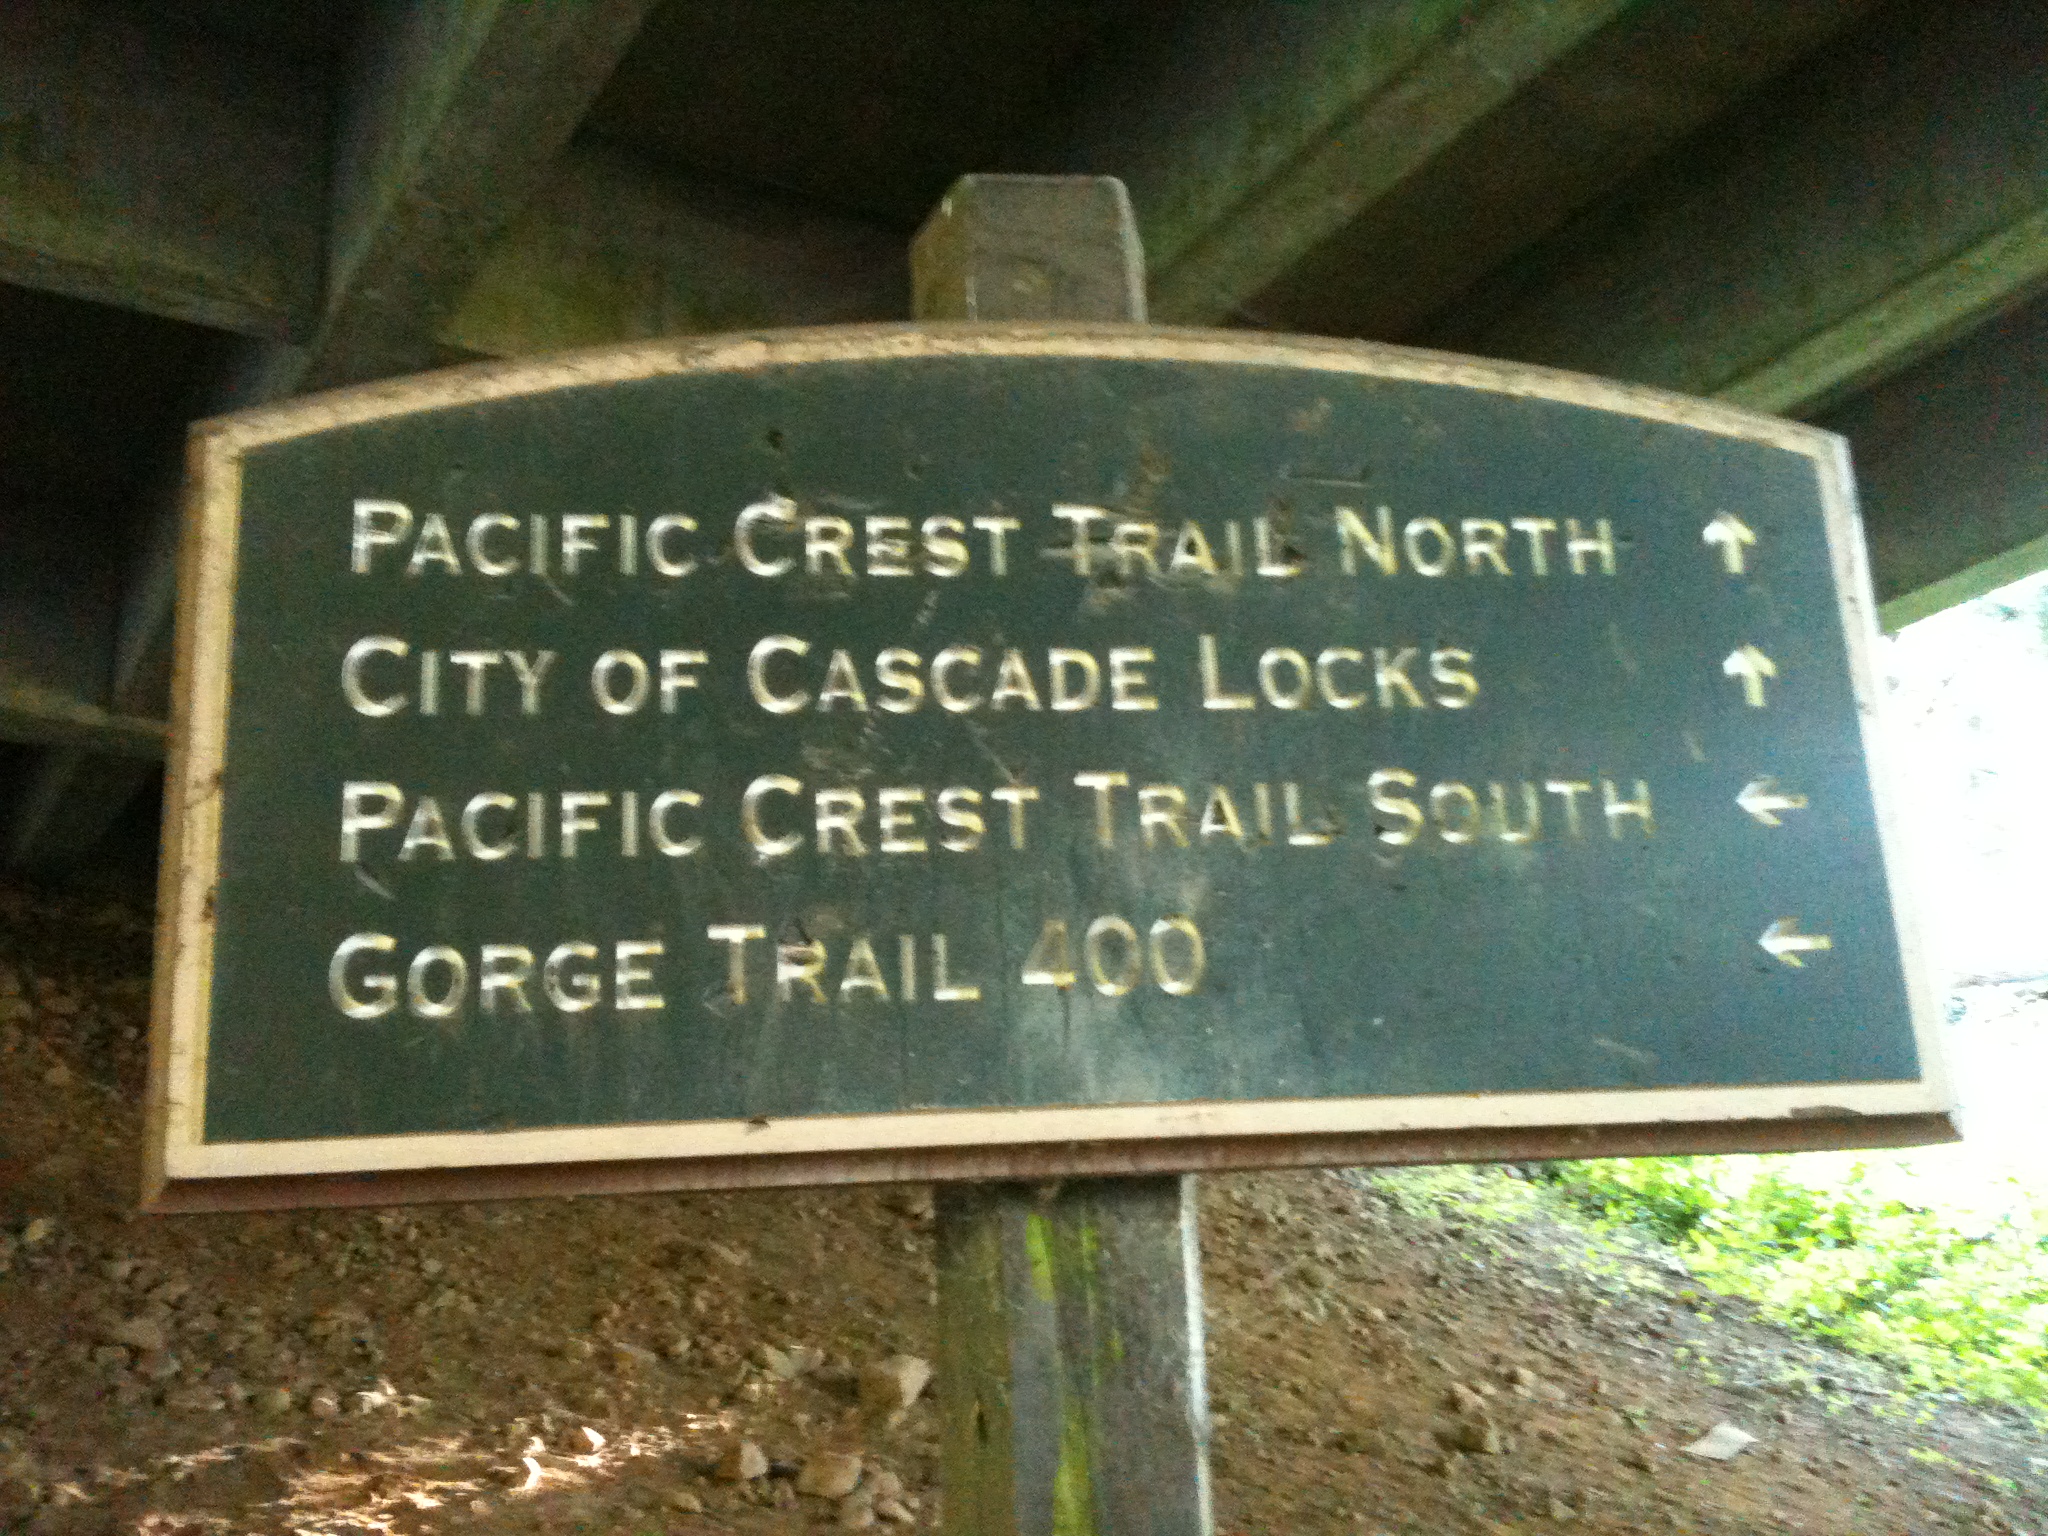 PACIFIC CREST TRAIL NORTH ↑
CITY OF CASCADE LOCKS ↑
PACIFIC CREST TRAIL SOUTH ←
GORGE TRAIL 400 ←